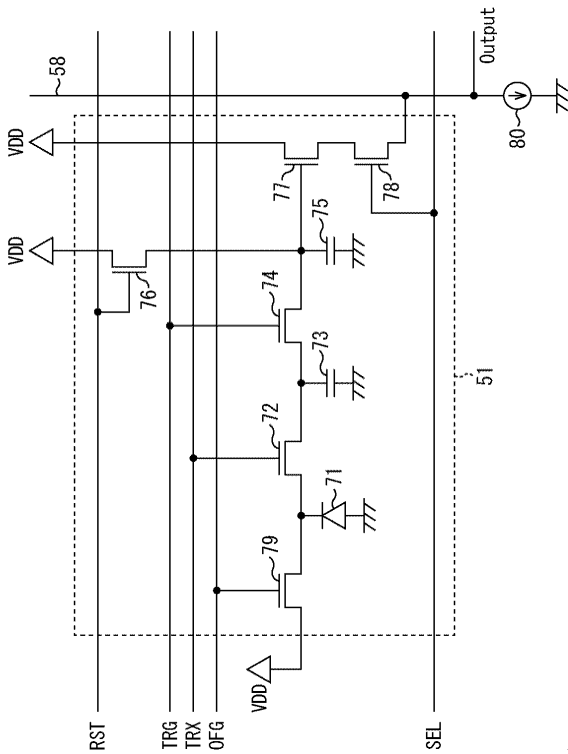 58
Output
VDD
VDD
80
77
78
75
76
74
73
72
51
71
79
VDD
RST
TRG
TRX
OFG
SEL